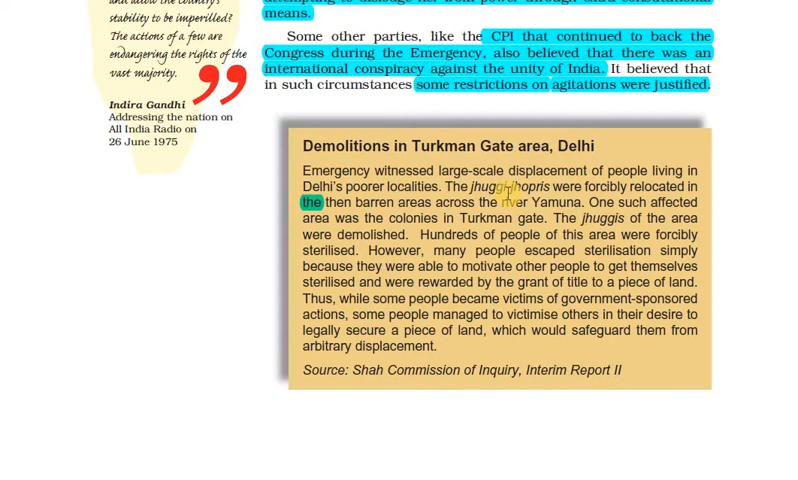 and allow the country's
stability to be imperilled?
The actions of a few are
endangering the rights of the
vast majority.
Indira Gandhi
Addressing the nation on
All India Radio on
26 June 1975
attempting to dislodge her from power through extra-constitutional
means.
Some other parties, like the CPI that continued to back the
Congress during the Emergency, also believed that there was an
international conspiracy against the unity of India. It believed that
in such circumstances some restrictions on agitations were justified.
Demolitions in Turkman Gate area, Delhi
Emergency witnessed large-scale displacement of people living in
Delhi's poorer localities. The jhuggi-jhopris were forcibly relocated in
the then barren areas across the river Yamuna. One such affected
area was the colonies in Turkman gate. The jhuggis of the area
were demolished. Hundreds of people of this area were forcibly
sterilised. However, many people escaped sterilisation simply
because they were able to motivate other people to get themselves
sterilised and were rewarded by the grant of title to a piece of land.
Thus, while some people became victims of government-sponsored
actions, some people managed to victimise others in their desire to
legally secure a piece of land, which would safeguard them from
arbitrary displacement.
Source: Shah Commission of Inquiry, Interim Report II